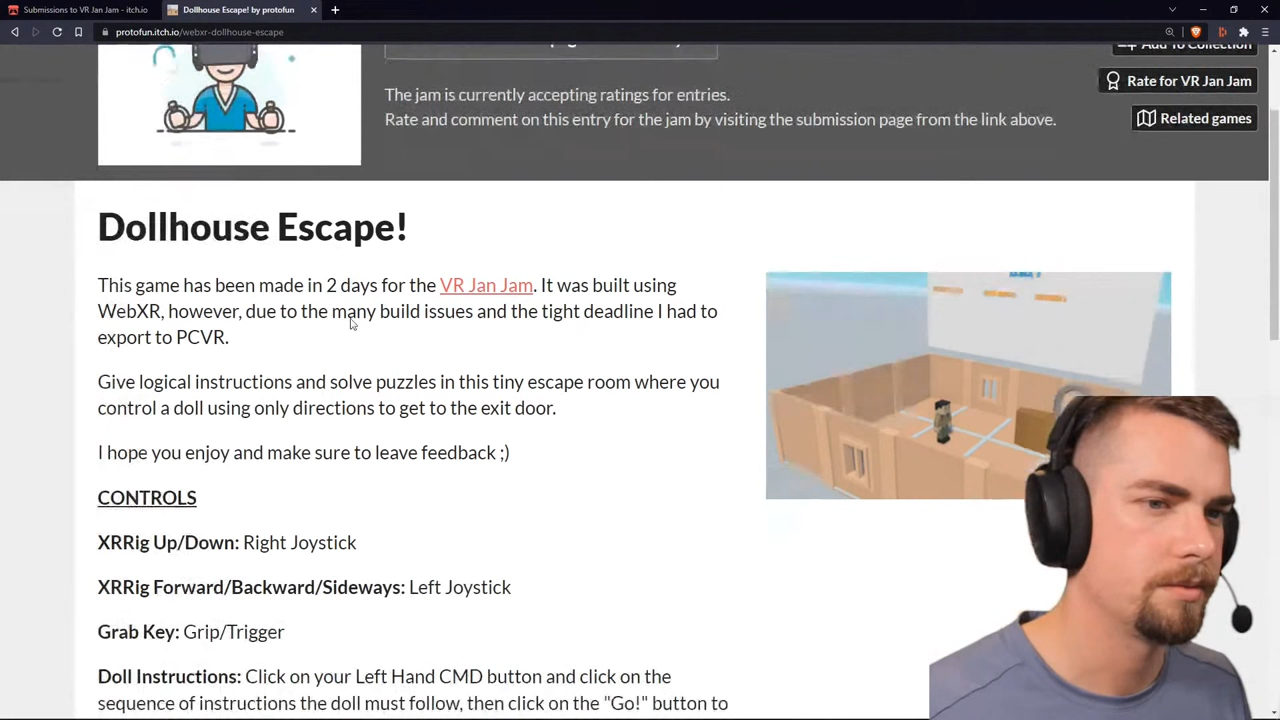 Submissions to VR Jan Jam - itch.io
Dollhouse Escape! by protofun
protofun.itch.io/webxr-dollhouse-escape
Add To Collection
Rate for VR Jan Jam
Related games
The jam is currently accepting ratings for entries.
Rate and comment on this entry for the jam by visiting the submission page from the link above.
Dollhouse Escape!
This game has been made in 2 days for the VR Jan Jam. It was built using
WebXR, however, due to the many build issues and the tight deadline I had to
export to PCVR.
Give logical instructions and solve puzzles in this tiny escape room where you
control a doll using only directions to get to the exit door.
I hope you enjoy and make sure to leave feedback ;)
CONTROLS
XRRig Up/Down: Right Joystick
XRRig Forward/Backward/Sideways: Left Joystick
Grab Key: Grip/Trigger
Doll Instructions: Click on your Left Hand CMD button and click on the
sequence of instructions the doll must follow, then click on the "Go!" button to